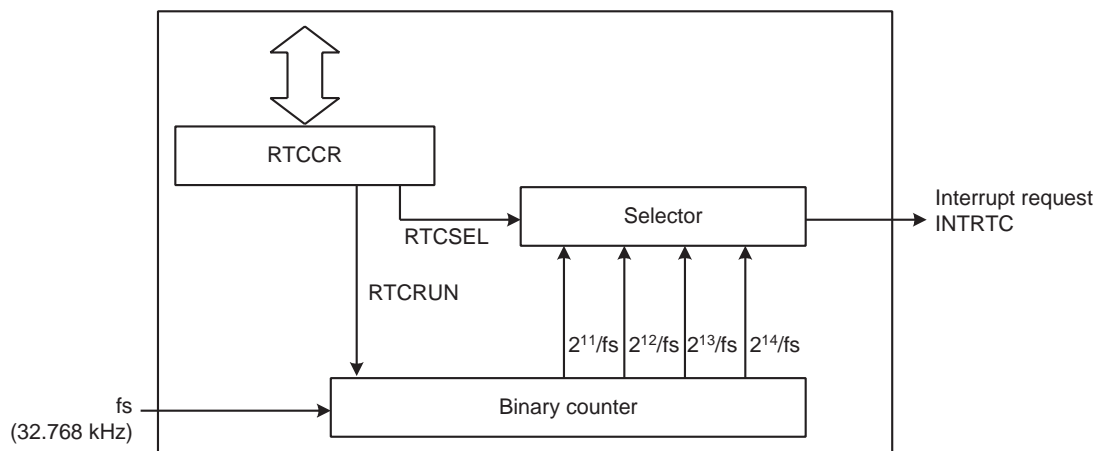 RTCCR
Selector
Interrupt request
INTRTC
RTCSEL
RTCRUN
2¹¹/fs 2¹²/fs 2¹³/fs 2¹⁴/fs
fs
(32.768 kHz)
Binary counter